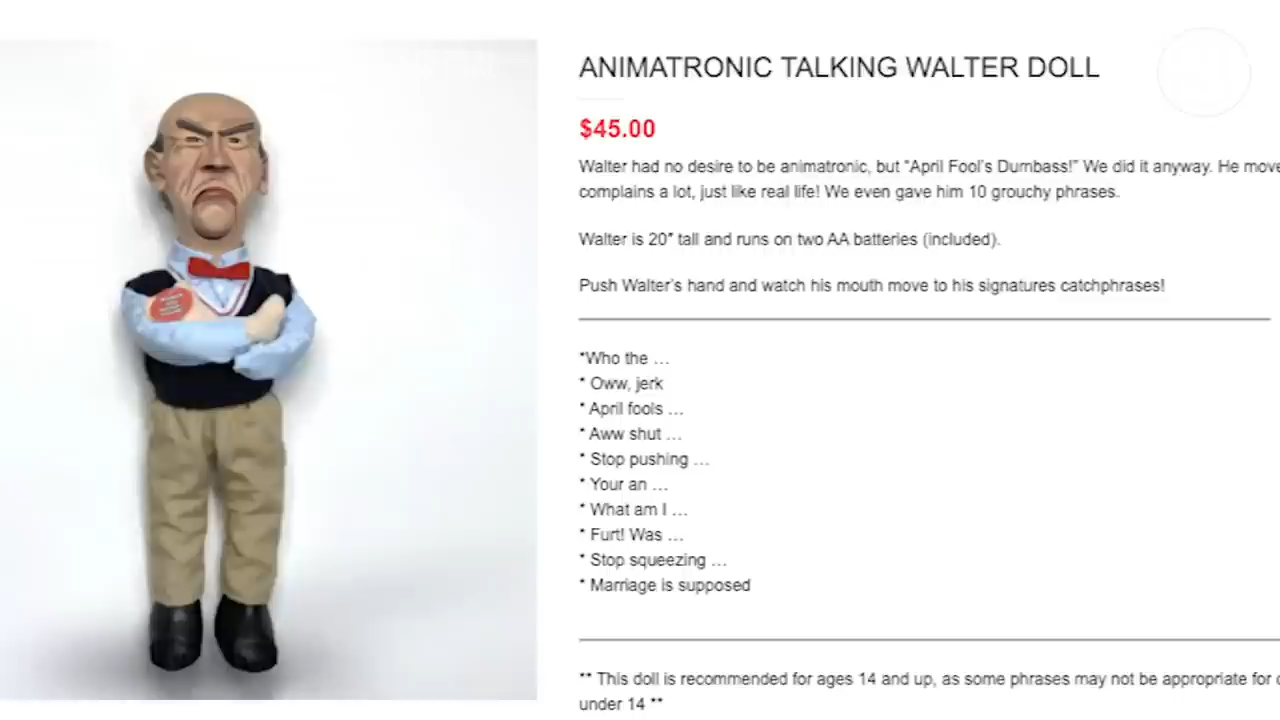 ANIMATRONIC TALKING WALTER DOLL
$45.00
Walter had no desire to be animatronic, but “April Fool’s Dumbass!” We did it anyway. He move
complains a lot, just like real life! We even gave him 10 grouchy phrases.
Walter is 20″ tall and runs on two AA batteries (included).
Push Walter’s hand and watch his mouth move to his signatures catchphrases!
*Who the …
* Oww, jerk
* April fools …
* Aww shut …
* Stop pushing …
* Your an …
* What am I …
* Furt! Was …
* Stop squeezing …
* Marriage is supposed
** This doll is recommended for ages 14 and up, as some phrases may not be appropriate for
under 14 **